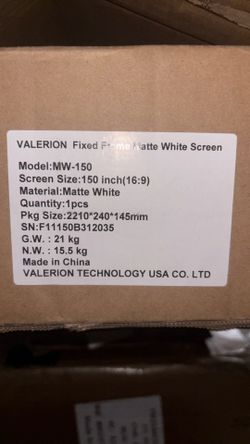 VALERION Fixed Frame Matte White Screen
Model:MW-150
Screen Size:150 inch(16:9)
Material:Matte White
Quantity:1pcs
Pkg Size:2210*240*145mm
SN:F11150B312035
G.W. : 21 kg
N.W. : 15.5 kg
Made in China
VALERION TECHNOLOGY USA CO. LTD